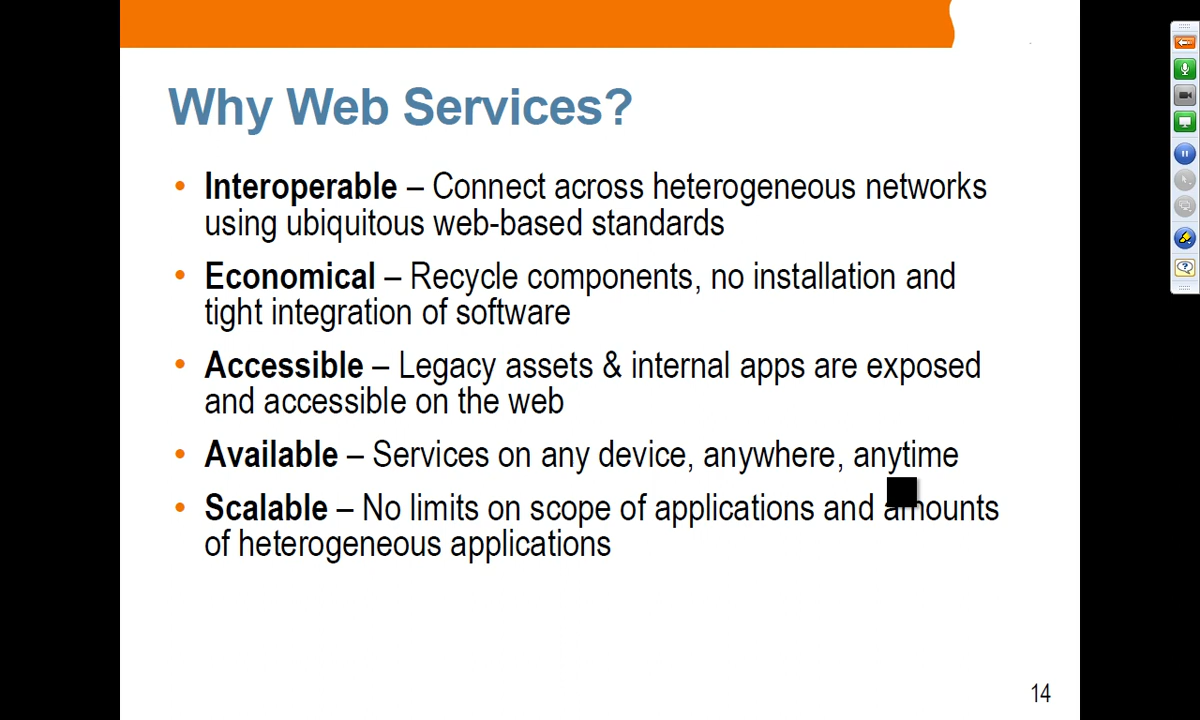 Why Web Services?
• Interoperable – Connect across heterogeneous networks
using ubiquitous web-based standards
• Economical – Recycle components, no installation and
tight integration of software
• Accessible – Legacy assets & internal apps are exposed
and accessible on the web
• Available – Services on any device, anywhere, anytime
• Scalable – No limits on scope of applications and amounts
of heterogeneous applications
14